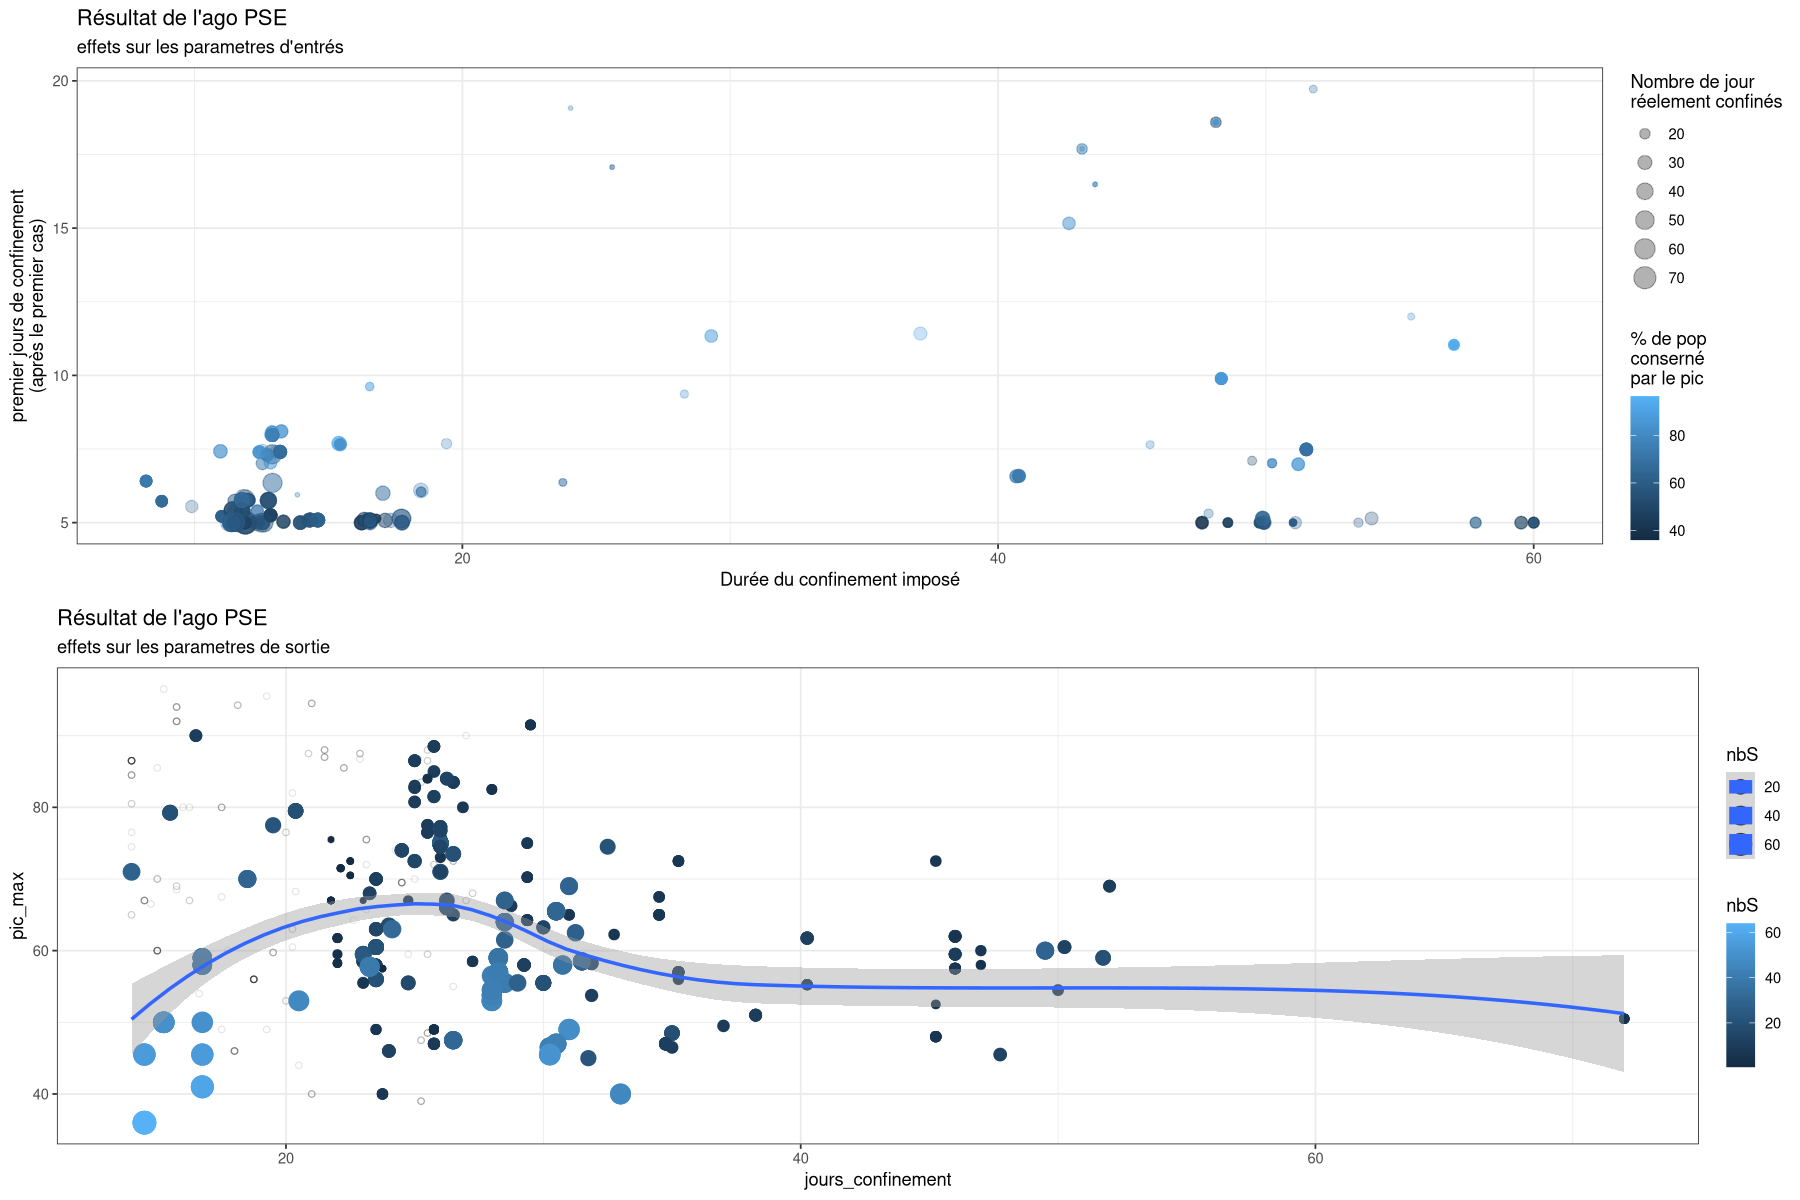 Résultat de l'ago PSE
effets sur les parametres d'entrés
20
15
10
5
premier jours de confinement
(après le premier cas)
20
40
60
Durée du confinement imposé
Nombre de jour
réelement confinés
20
30
40
50
60
70
% de pop
conserné
par le pic
80
60
40
Résultat de l'ago PSE
effets sur les parametres de sortie
80
60
40
pic_max
20
40
60
jours_confinement
nbS
20
40
60
nbS
60
40
20